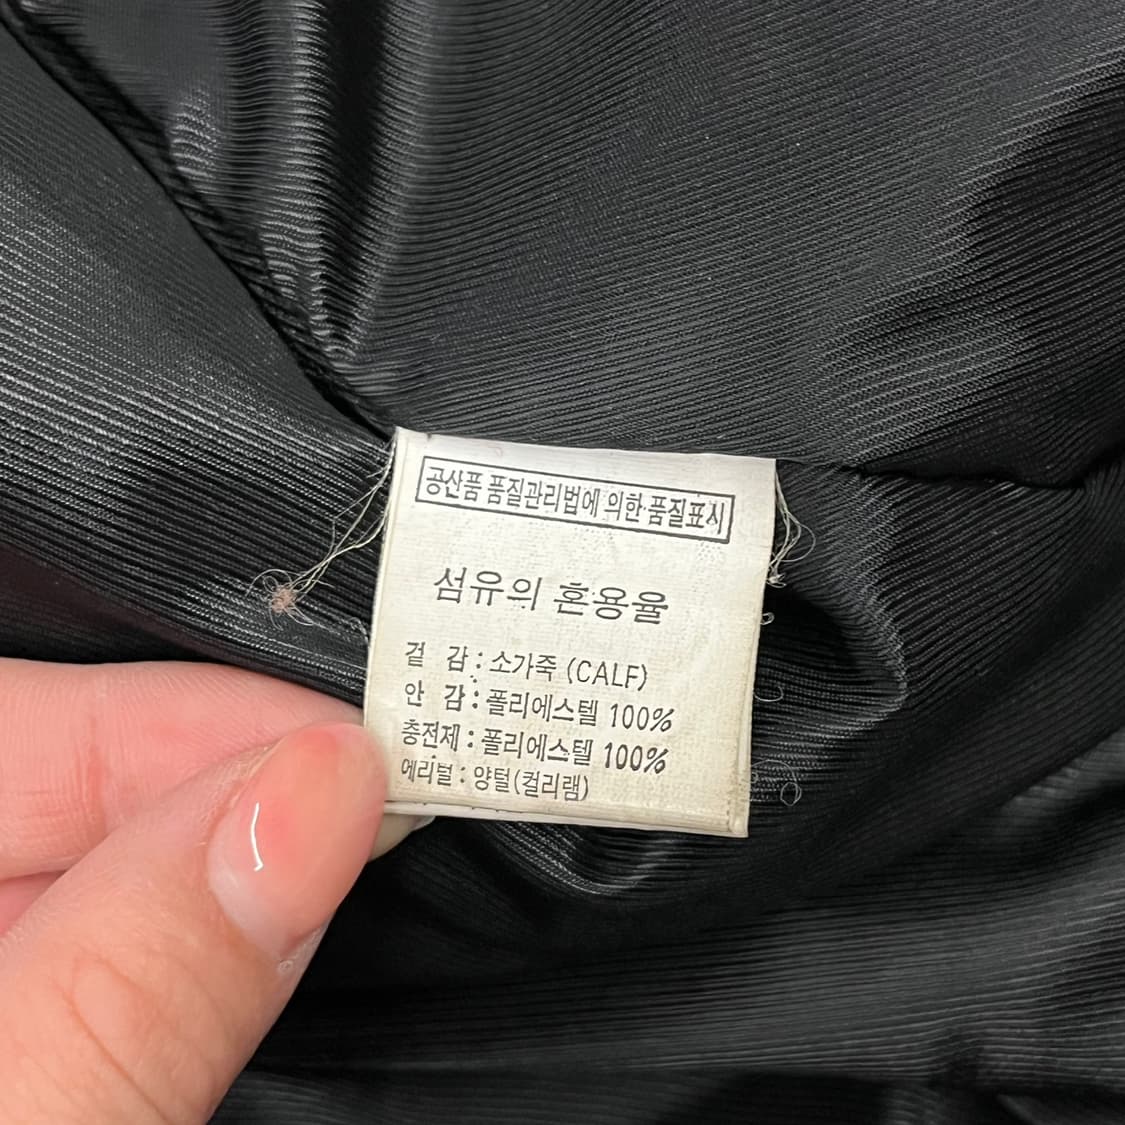 공산품 품질관리법에 의한 품질표시
섬유의 혼용율
겉 감 : 소가죽 (CALF)
안 감 : 폴리에스텔 100%
충전제 : 폴리에스텔 100%
에리털 : 양털(컬리램)